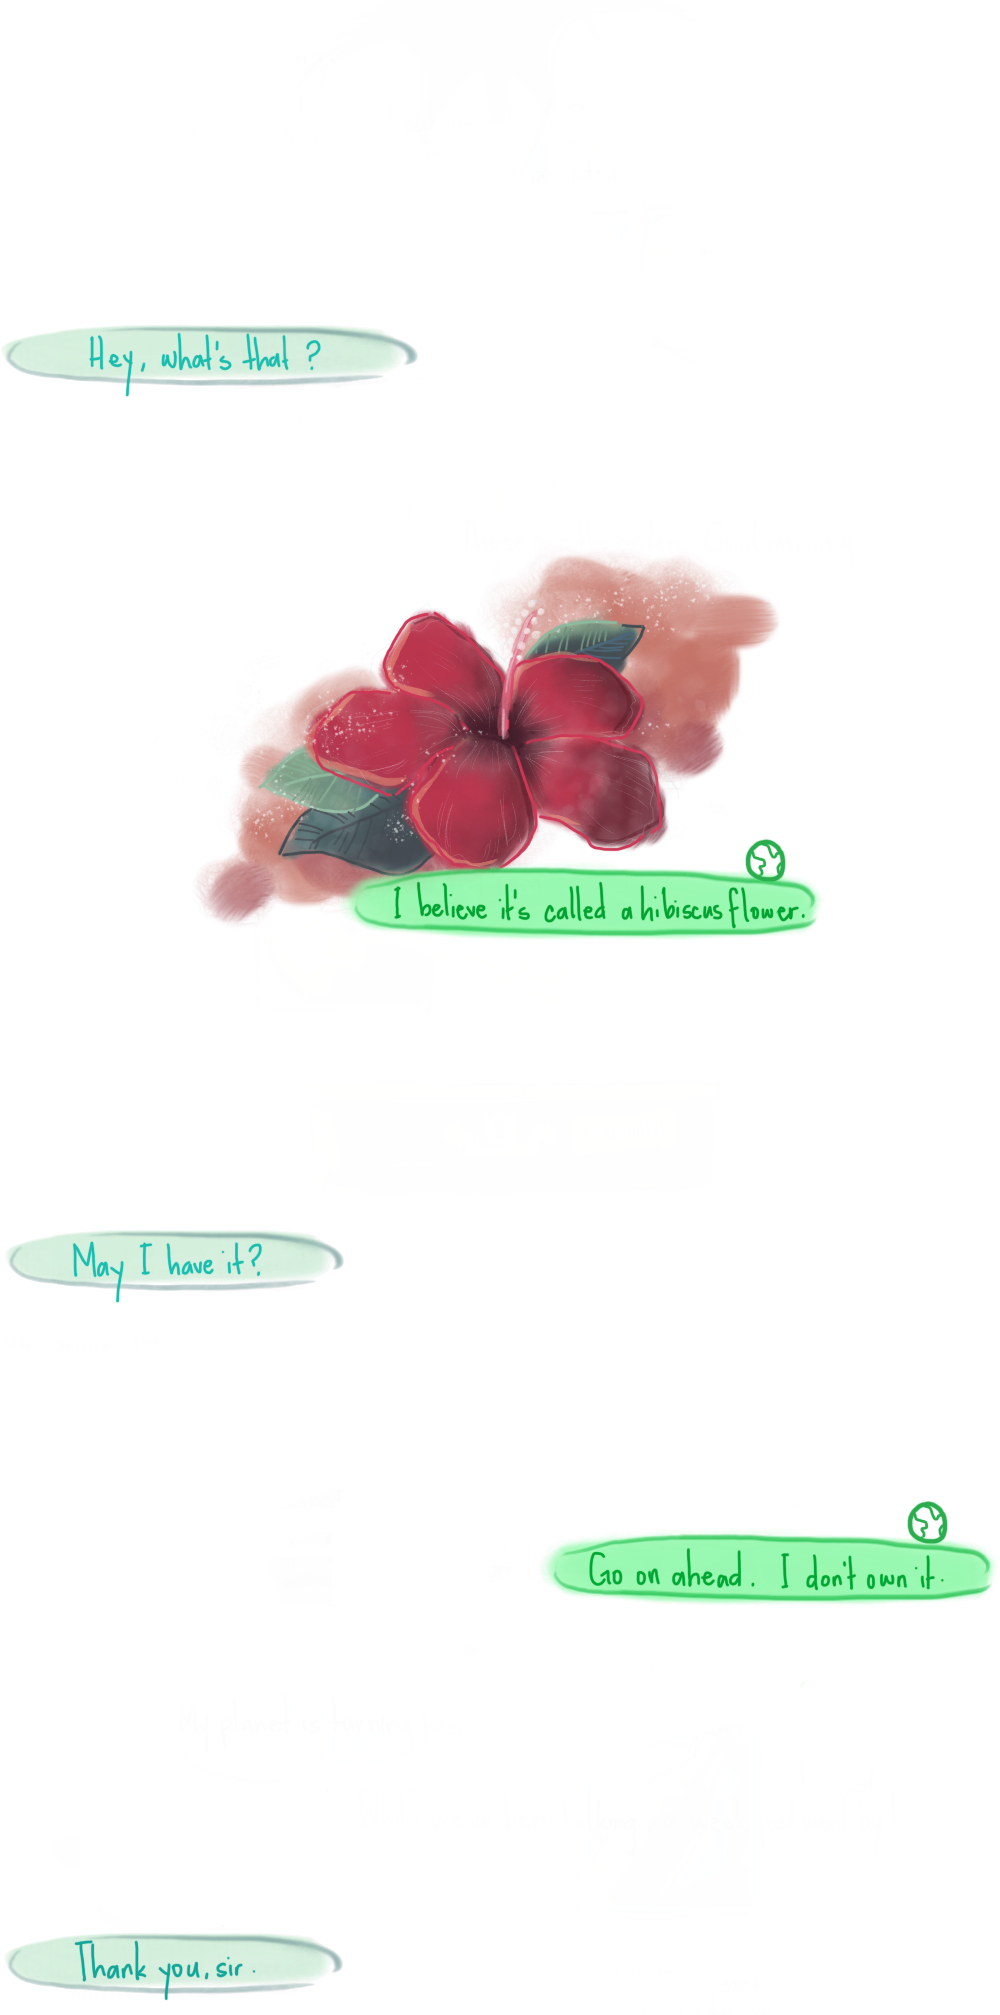 Hey, what's that ?
I believe it's called a hibiscus flower.
May I have it?
Go on ahead. I don't own it.
Thank you, sir.